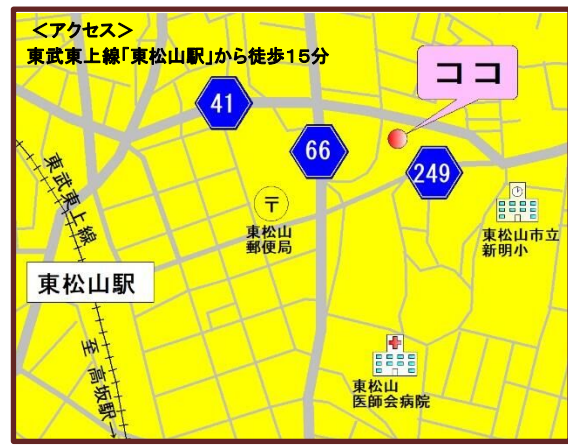 ＜アクセス＞
東武東上線「東松山駅」から徒歩15分
ココ
41
66
249
〒
東松山
郵便局
東松山市立
新明小
東武東上線
東松山駅
至 高坂駅→
東松山
医師会病院